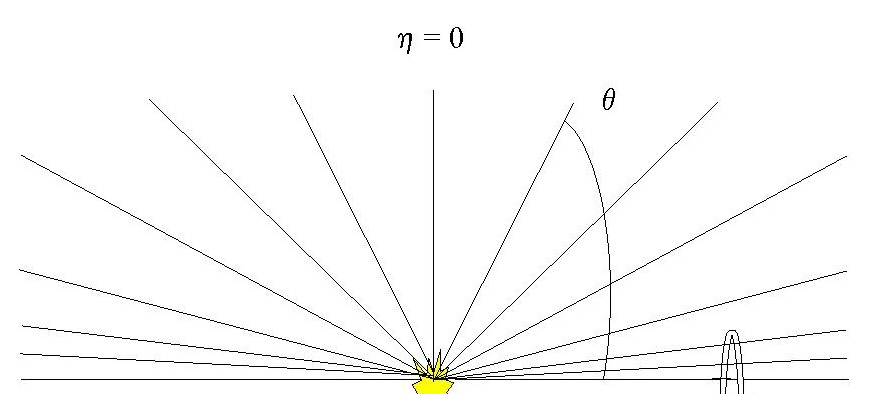 η = 0
θ